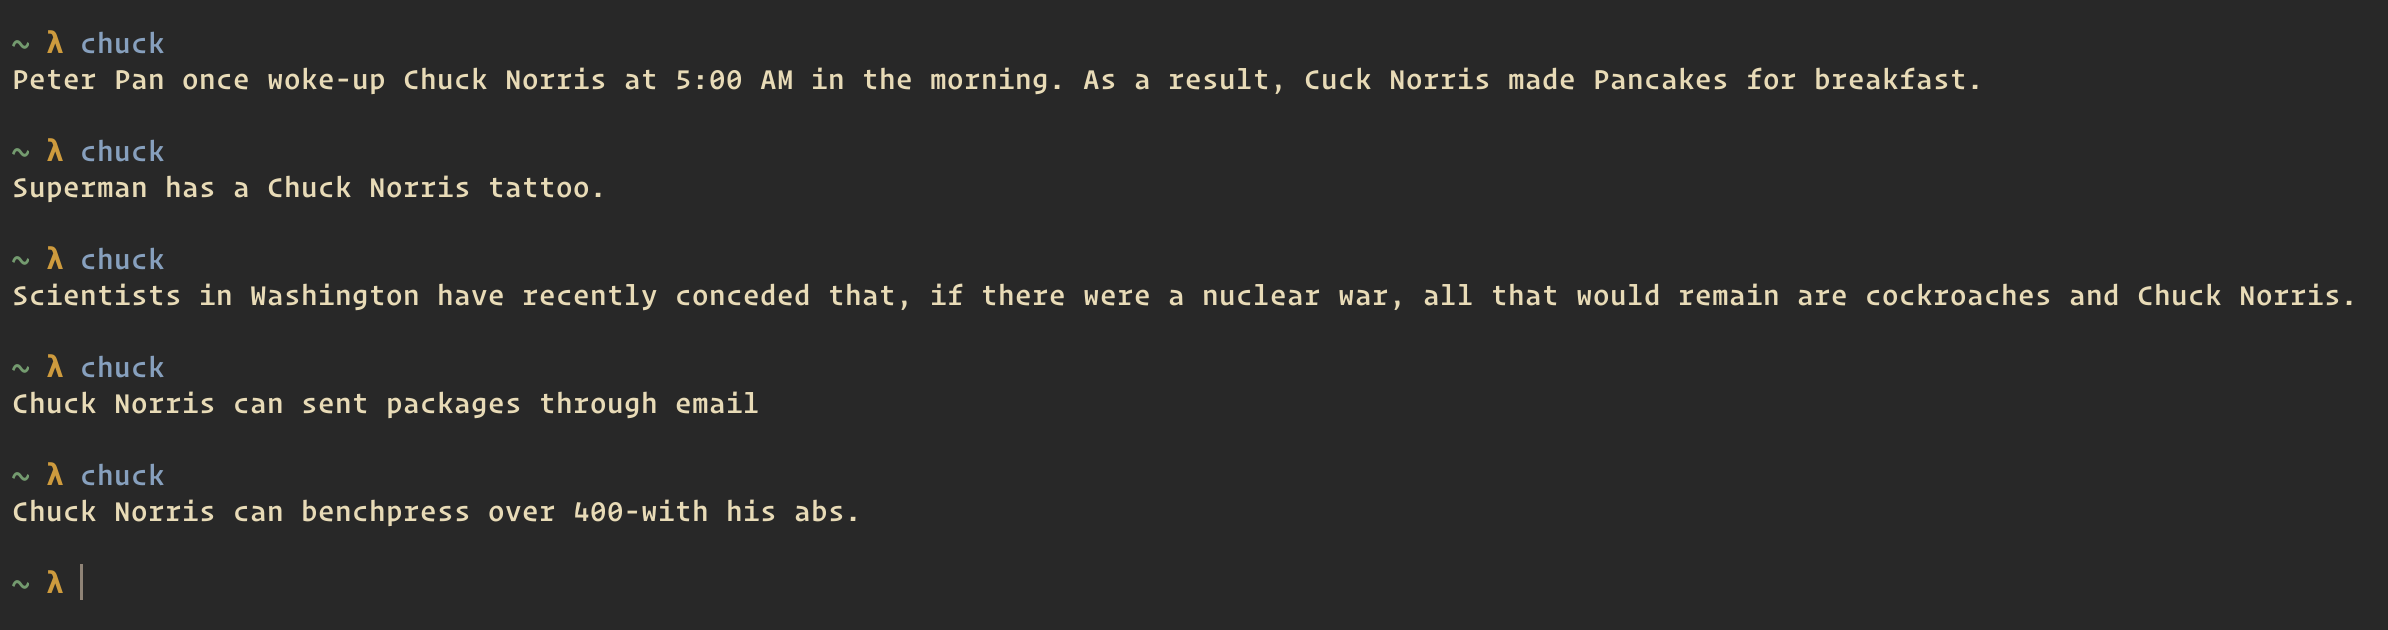 ~ λ chuck
Peter Pan once woke-up Chuck Norris at 5:00 AM in the morning. As a result, Cuck Norris made Pancakes for breakfast.
~ λ chuck
Superman has a Chuck Norris tattoo.
~ λ chuck
Scientists in Washington have recently conceded that, if there were a nuclear war, all that would remain are cockroaches and Chuck Norris.
~ λ chuck
Chuck Norris can sent packages through email
~ λ chuck
Chuck Norris can benchpress over 400-with his abs.
~ λ